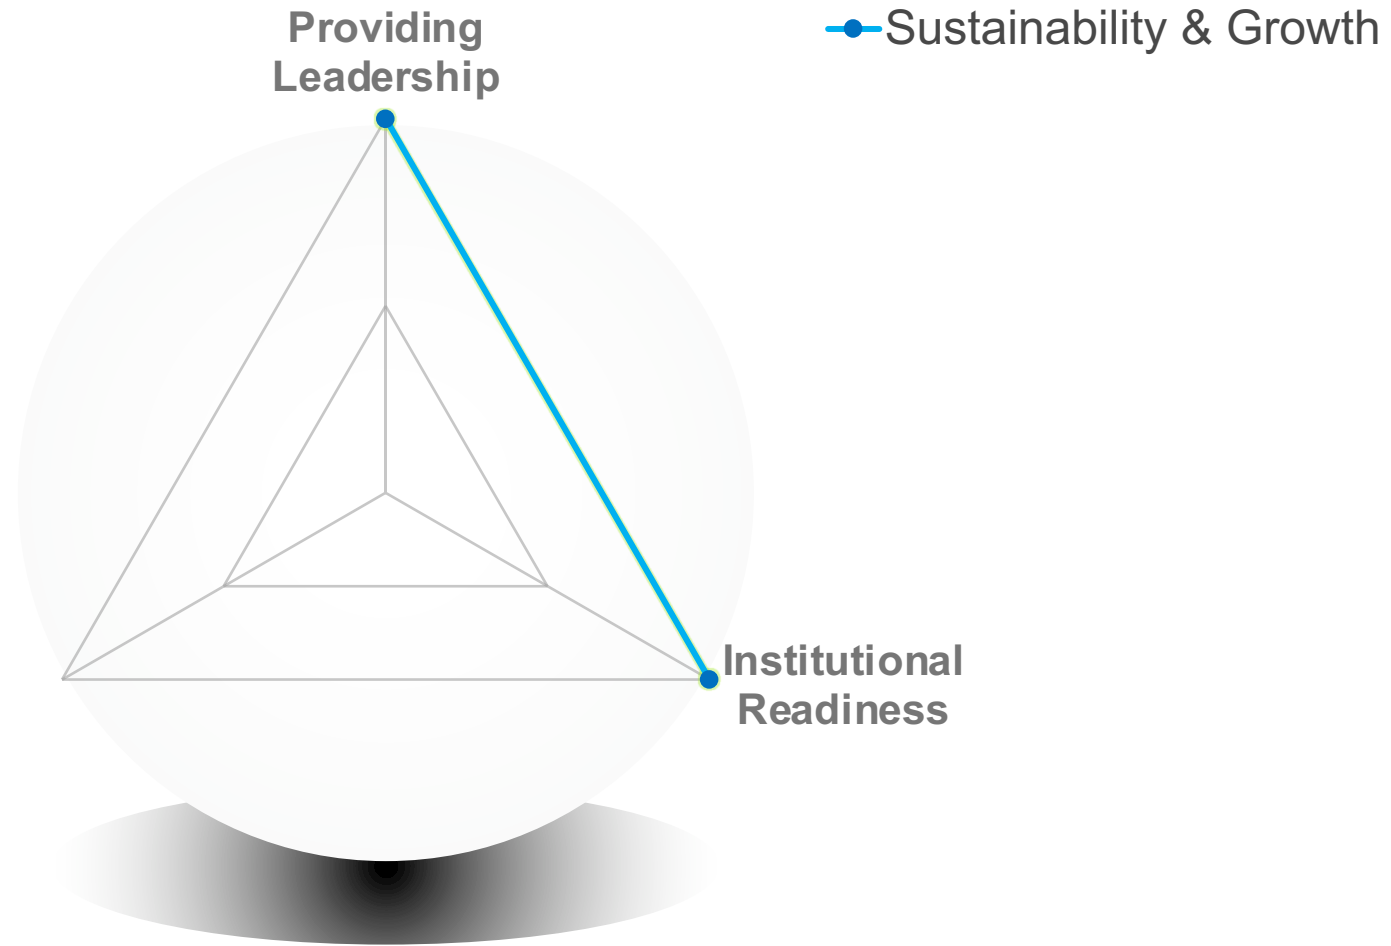 Providing
Leadership
Sustainability & Growth
Institutional
Readiness